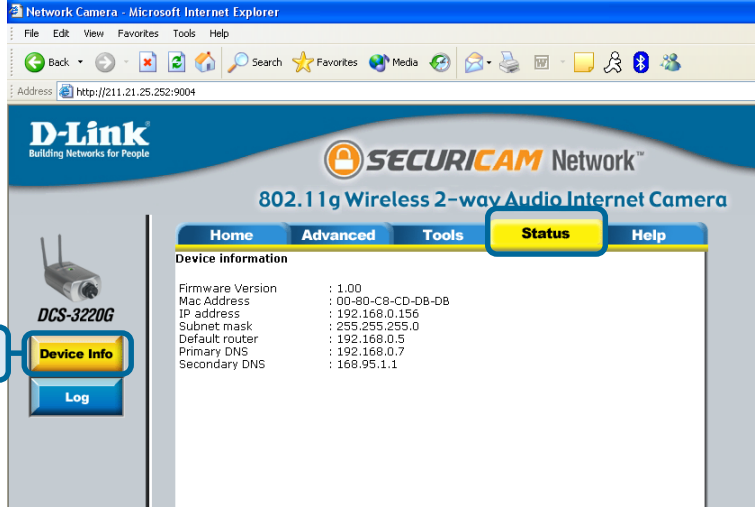 Network Camera - Microsoft Internet Explorer
File Edit View Favorites Tools Help
Back Search Favorites Media
Address http://211.21.25.252:9004
D-Link®
Building Networks for People
SECURICAM Network™
802.11g Wireless 2-way Audio Internet Camera
Home Advanced Tools Status Help
Device information
Firmware Version : 1.00
Mac Address : 00-80-C8-CD-DB-DB
IP address : 192.168.0.156
Subnet mask : 255.255.255.0
Default router : 192.168.0.5
Primary DNS : 192.168.0.7
Secondary DNS : 168.95.1.1
DCS-3220G
Device Info
Log